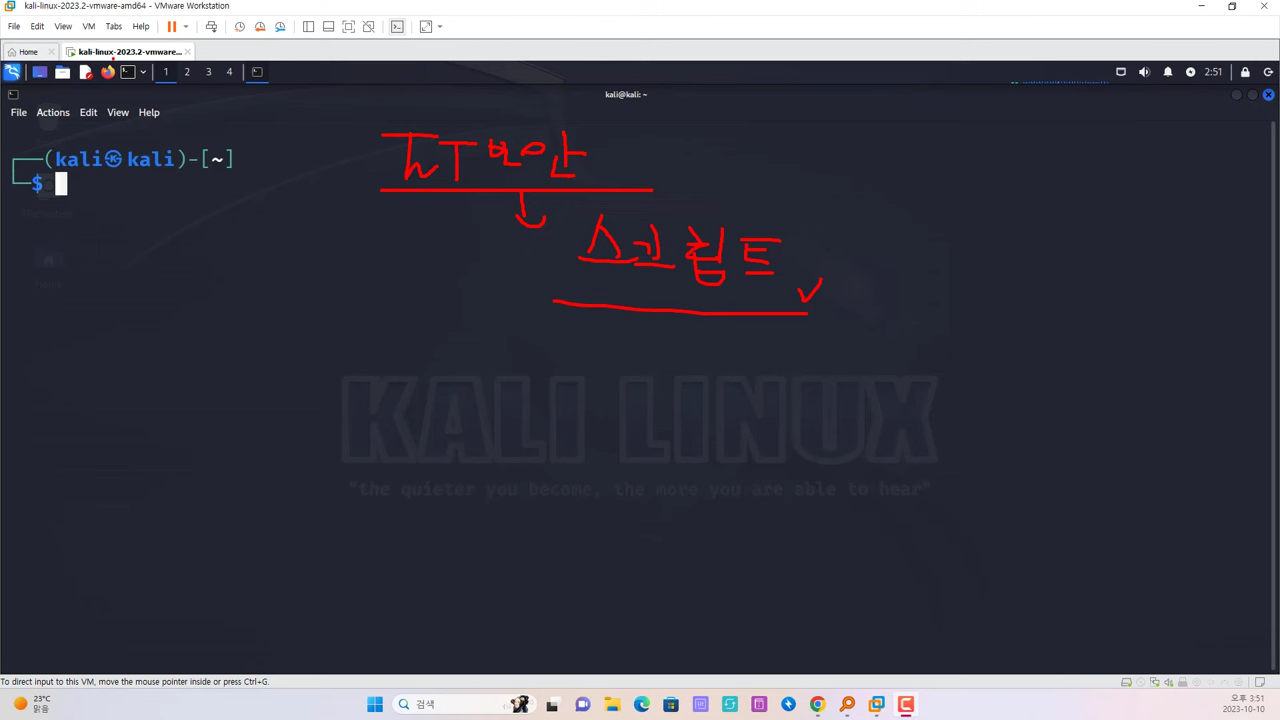 kali-linux-2023.2-vmware-amd64 - VMware Workstation
File Edit View VM Tabs Help
Home kali-linux-2023.2-vmware...
1 2 3 4 2:51
kali@kali: ~
File Actions Edit View Help
┌──(kali㉿kali)-[~]
└─$
보안
스크립트
KALI LINUX
"the quieter you become, the more you are able to hear"
To direct input to this VM, move the mouse pointer inside or press Ctrl+G.
23°C
맑음
검색
오후 3:51
2023-10-10